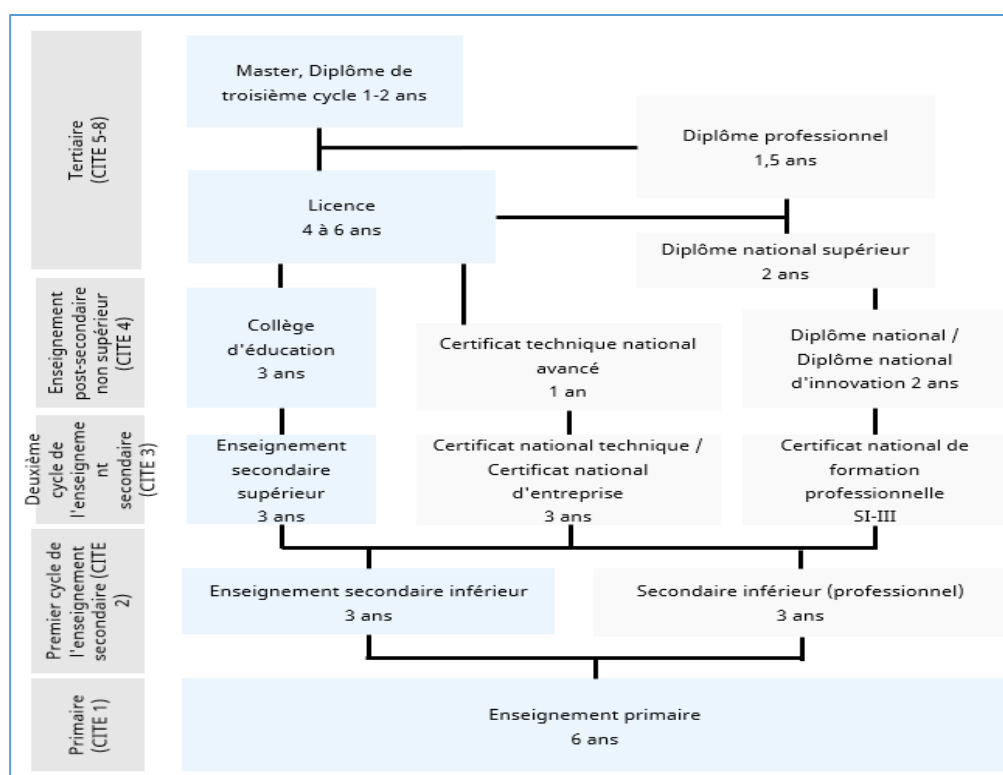 Tertiaire
(CITE 5-8)
Master, Diplôme de
troisième cycle 1-2 ans
Diplôme professionnel
1,5 ans
Licence
4 à 6 ans
Diplôme national supérieur
2 ans
Enseignement
post-secondaire
non supérieur
(CITE 4)
Collège
d'éducation
3 ans
Certificat technique national
avancé
1 an
Diplôme national /
Diplôme national
d'innovation 2 ans
Deuxième
cycle de
l'enseigneme
nt
secondaire
(CITE 3)
Enseignement
secondaire
supérieur
3 ans
Certificat national technique /
Certificat national
d'entreprise
3 ans
Certificat national de
formation
professionnelle
SI-III
Premier cycle de
l'enseignement
secondaire (CITE
2)
Enseignement secondaire inférieur
3 ans
Secondaire inférieur (professionnel)
3 ans
Primaire
(CITE 1)
Enseignement primaire
6 ans